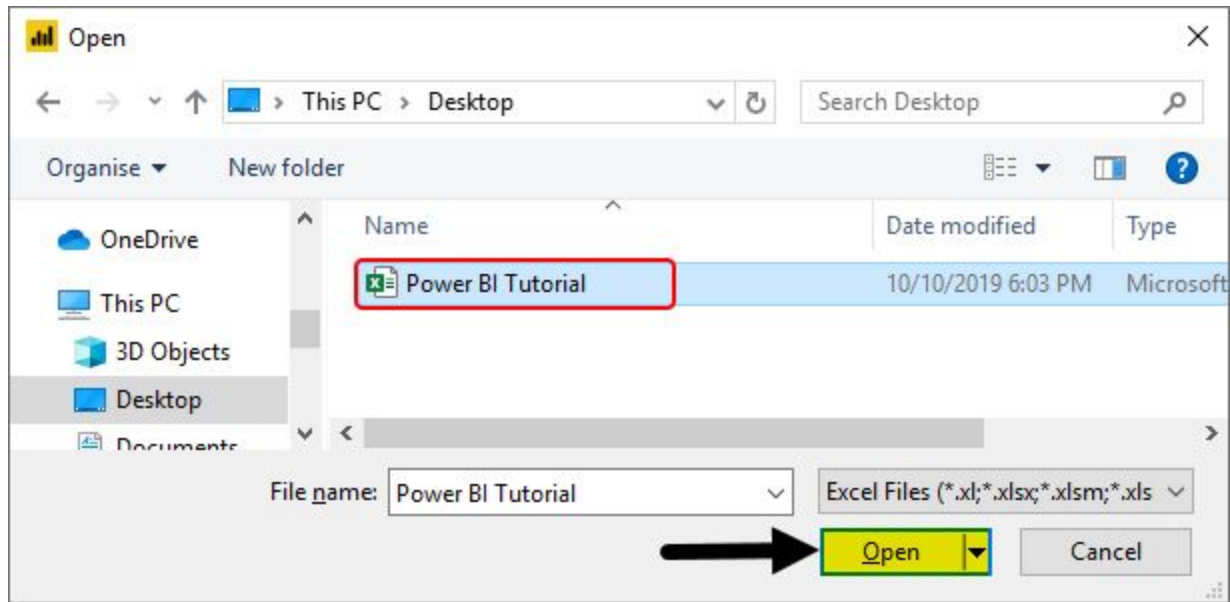 Open
This PC > Desktop
Search Desktop
Organise
New folder
OneDrive
This PC
3D Objects
Desktop
Documents
Name
Date modified
Type
Power BI Tutorial
10/10/2019 6:03 PM
Microsoft
File name:
Power BI Tutorial
Excel Files (*.xl;*.xlsx;*.xlsm;*.xls
Open
Cancel